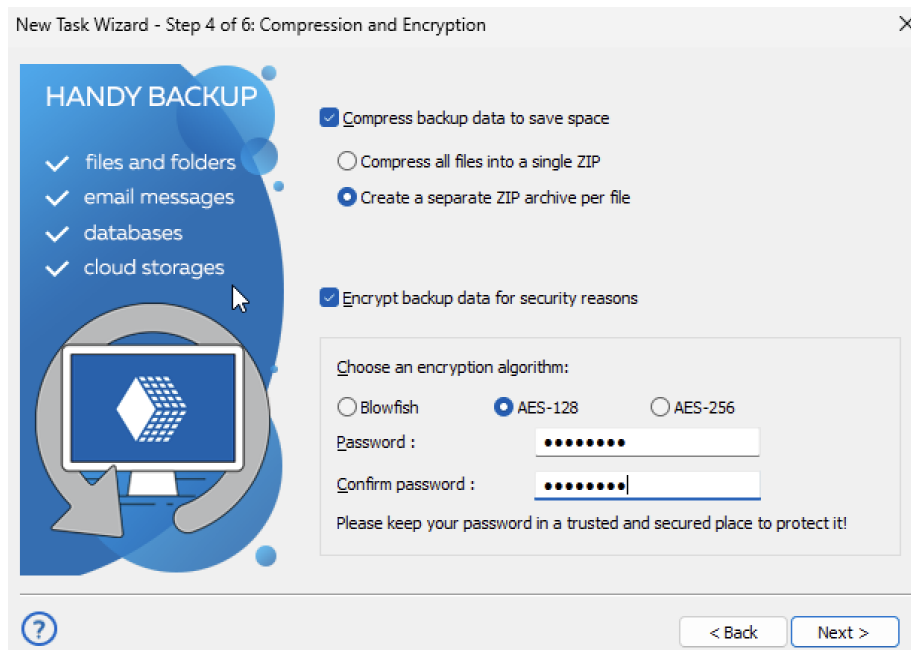 New Task Wizard - Step 4 of 6: Compression and Encryption
HANDY BACKUP
files and folders
email messages
databases
cloud storages
Compress backup data to save space
Compress all files into a single ZIP
Create a separate ZIP archive per file
Encrypt backup data for security reasons
Choose an encryption algorithm:
Blowfish AES-128 AES-256
Password : ●●●●●●●●
Confirm password : ●●●●●●●●
Please keep your password in a trusted and secured place to protect it!
? < Back Next >